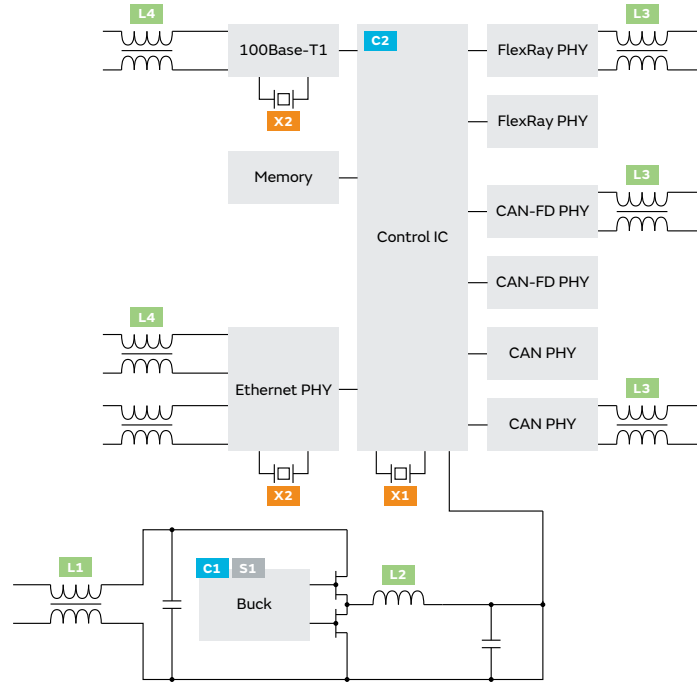 L4
L3
100Base-T1
C2
FlexRay PHY
X2
FlexRay PHY
Memory
L3
CAN-FD PHY
Control IC
CAN-FD PHY
L4
CAN PHY
Ethernet PHY
L3
CAN PHY
X2
X1
L1
C1 S1
L2
Buck